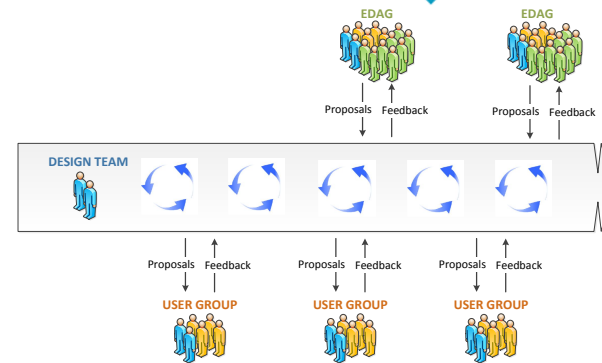 EDAG
EDAG
Proposals
Feedback
Proposals
Feedback
DESIGN TEAM
Proposals
Feedback
Proposals
Feedback
Proposals
Feedback
USER GROUP
USER GROUP
USER GROUP